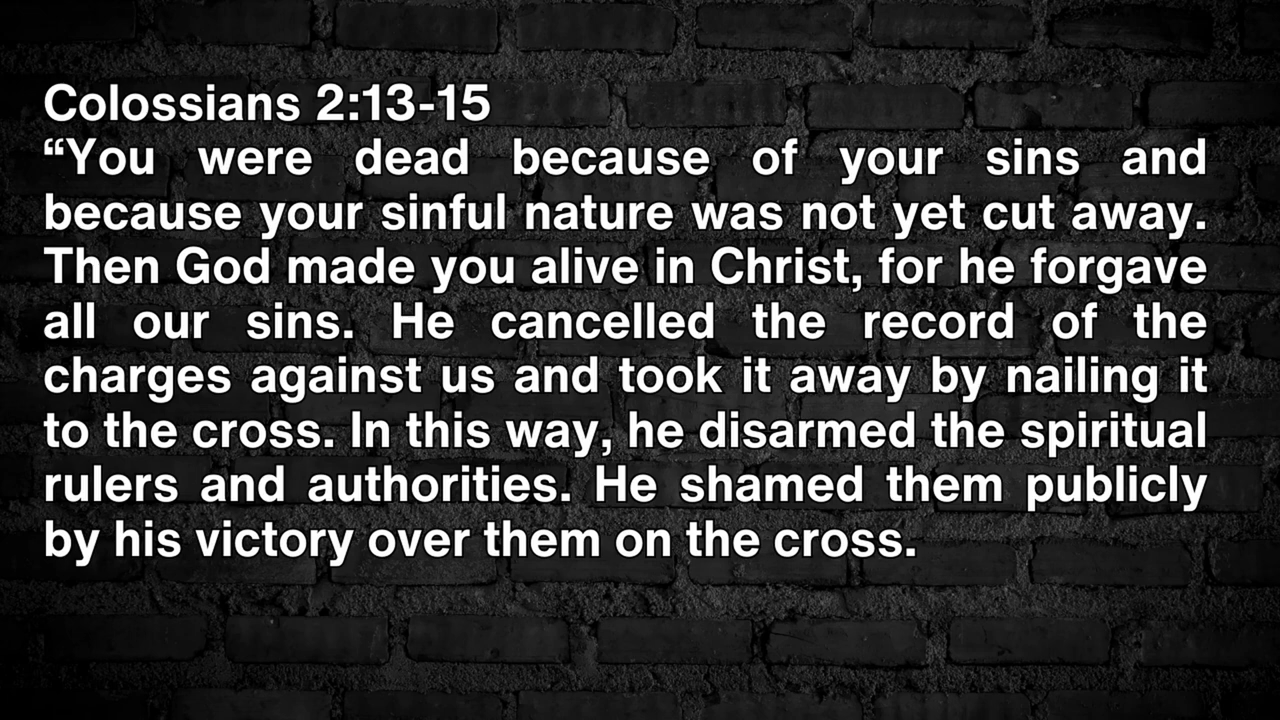 Colossians 2:13-15
“You were dead because of your sins and
because your sinful nature was not yet cut away.
Then God made you alive in Christ, for he forgave
all our sins. He cancelled the record of the
charges against us and took it away by nailing it
to the cross. In this way, he disarmed the spiritual
rulers and authorities. He shamed them publicly
by his victory over them on the cross.